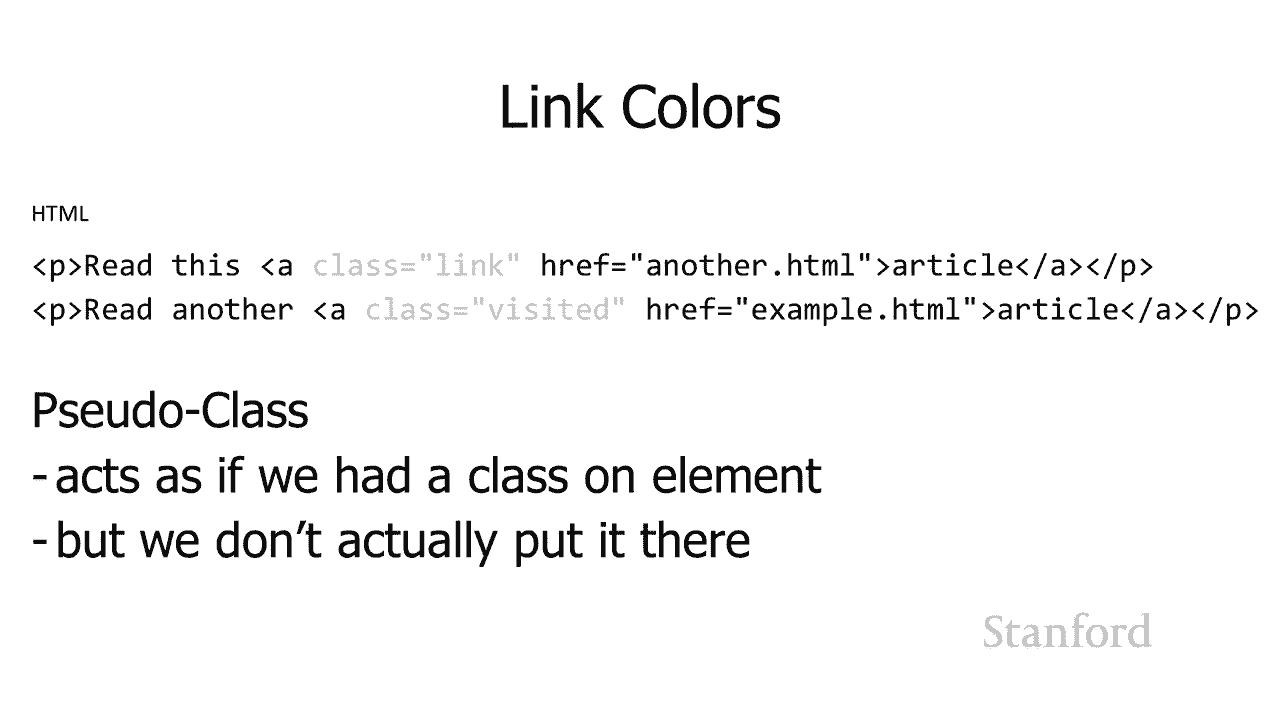 Link Colors
HTML
<p>Read this <a class="link" href="another.html">article</a></p>
<p>Read another <a class="visited" href="example.html">article</a></p>
Pseudo-Class
- acts as if we had a class on element
- but we don’t actually put it there
Stanford